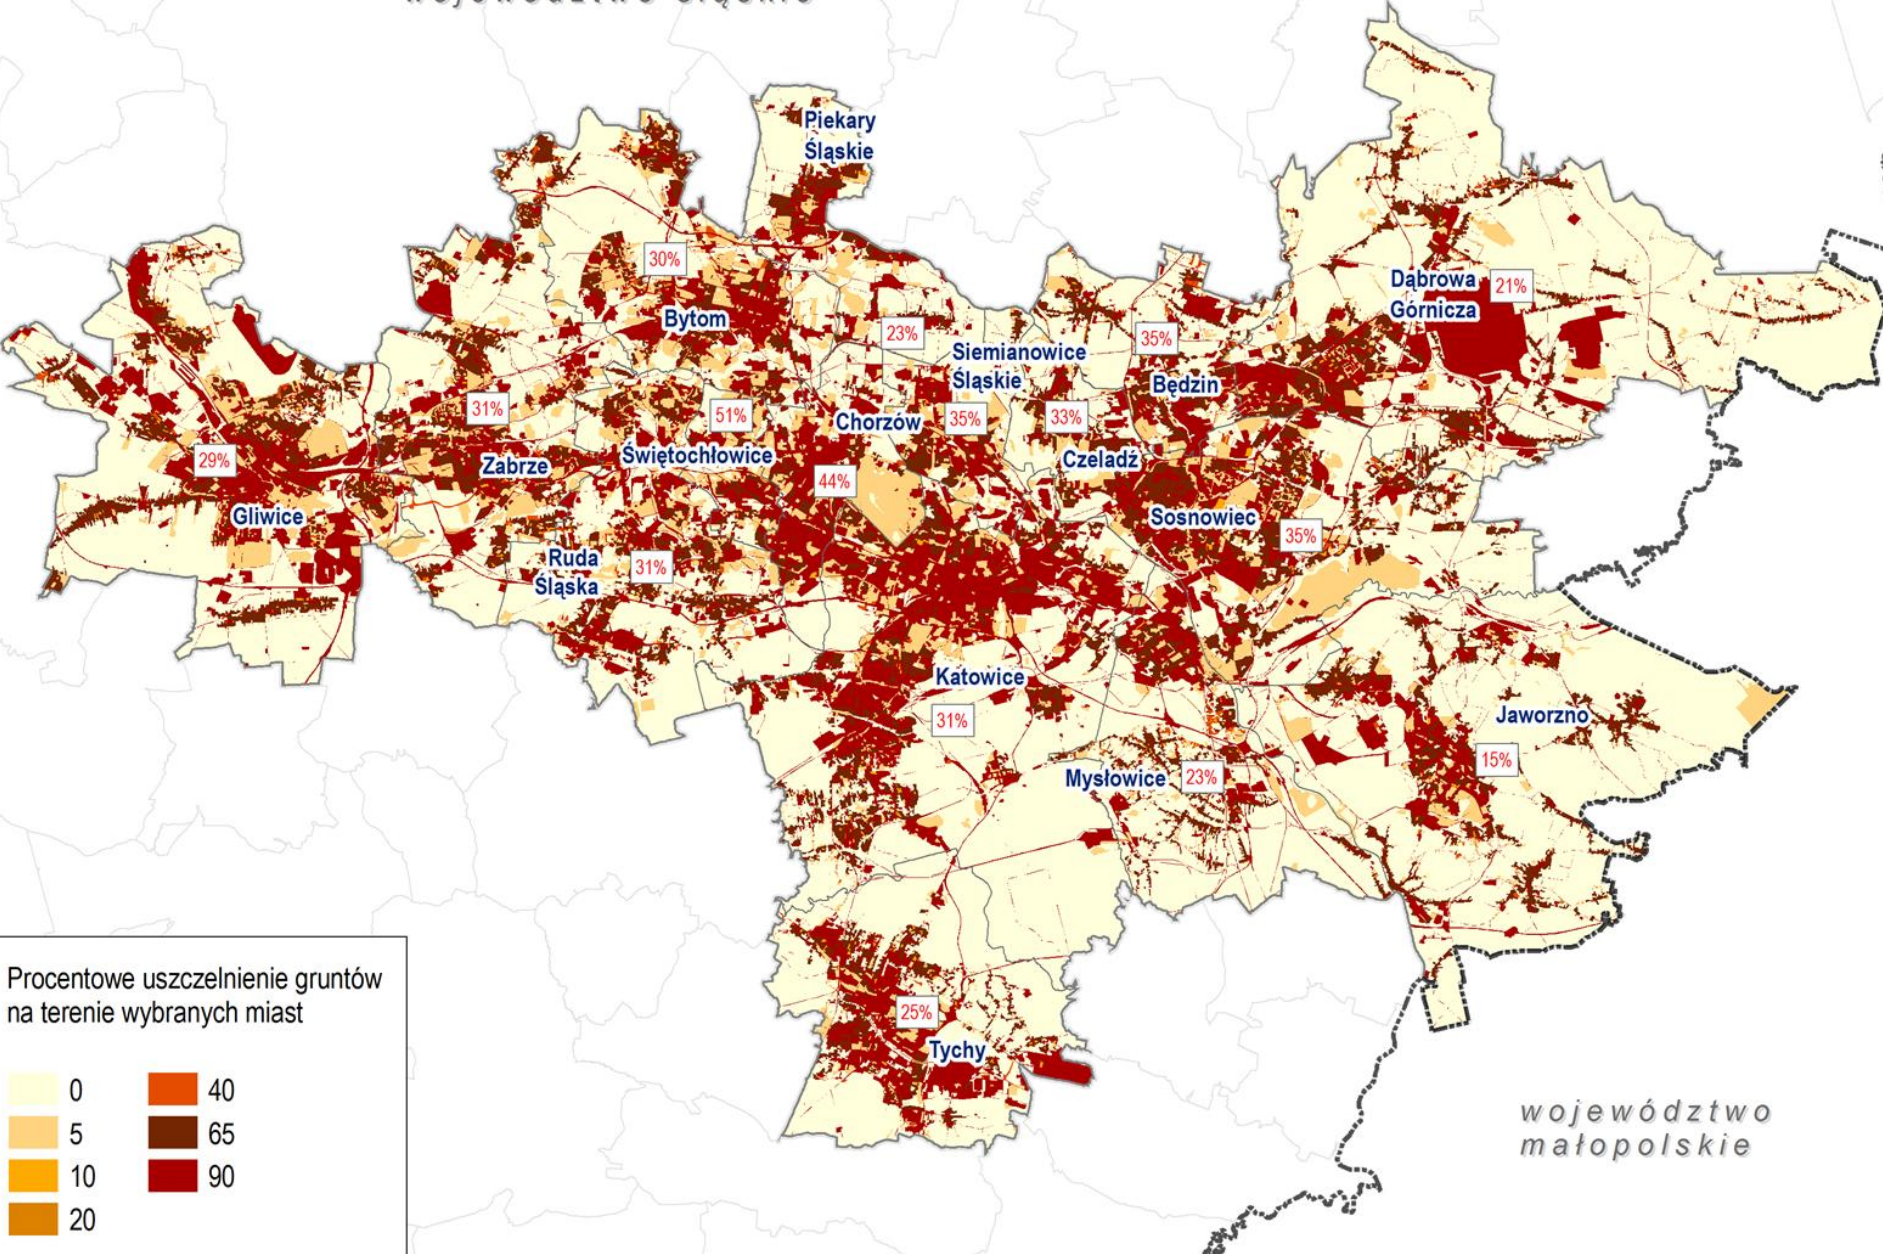 województwo śląskie
Piekary
Śląskie
30%
Bytom
Dąbrowa
Górnicza
21%
23%
35%
Siemianowice
Śląskie
Będzin
31%
51%
Chorzów
35%
33%
29%
Zabrze
Świętochłowice
Czeladź
44%
Gliwice
Sosnowiec
35%
Ruda
Śląska
31%
Katowice
31%
Jaworzno
15%
Mysłowice
23%
25%
Tychy
Procentowe uszczelnienie gruntów
na terenie wybranych miast
0
40
5
65
10
90
20
województwo
małopolskie